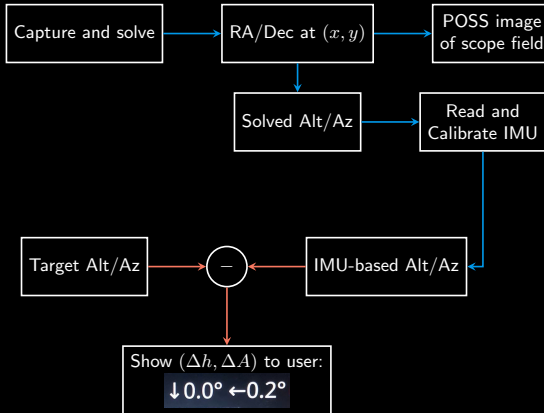 Capture and solve
RA/Dec at (x, y)
POSS image
of scope field
Solved Alt/Az
Read and
Calibrate IMU
Target Alt/Az
−
IMU-based Alt/Az
Show (Δh, ΔA) to user:
↓0.0° ←0.2°